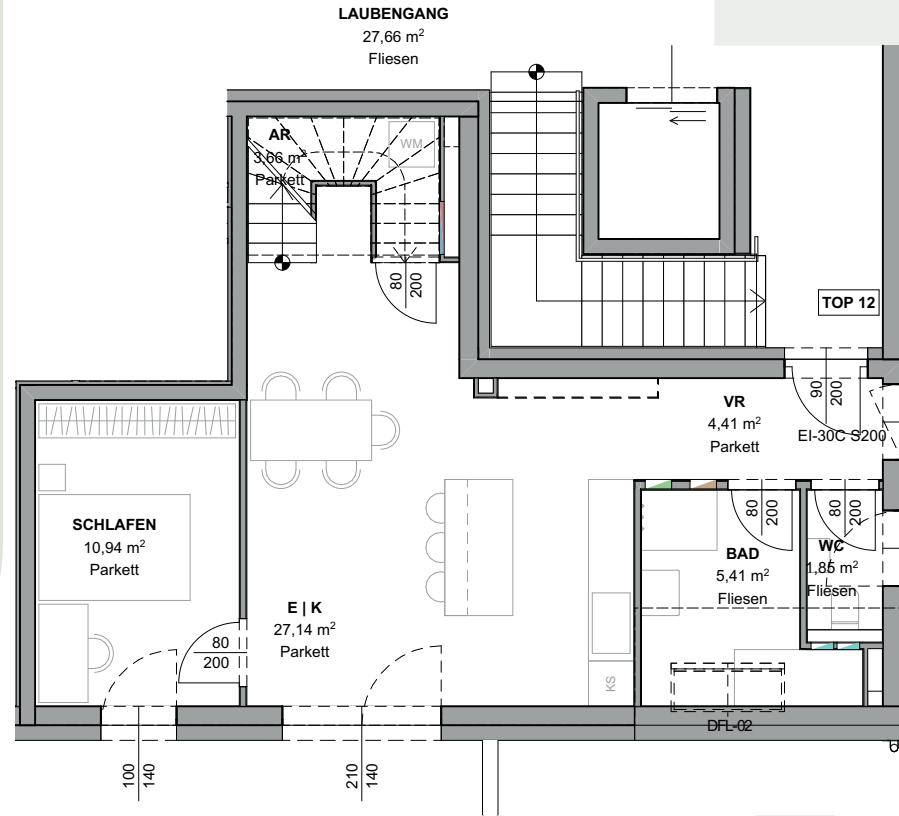 LAUBENGANG
27,66 m²
Fliesen
AR
3,66 m²
Parkett
WM
80
200
TOP 12
90
200
EI-30C S200
VR
4,41 m²
Parkett
SCHLAFEN
10,94 m²
Parkett
80
200
80
200
BAD
5,41 m²
Fliesen
WC
1,85 m²
Fliesen
E | K
27,14 m²
Parkett
80
200
KS
DFL-02
100
140
210
140